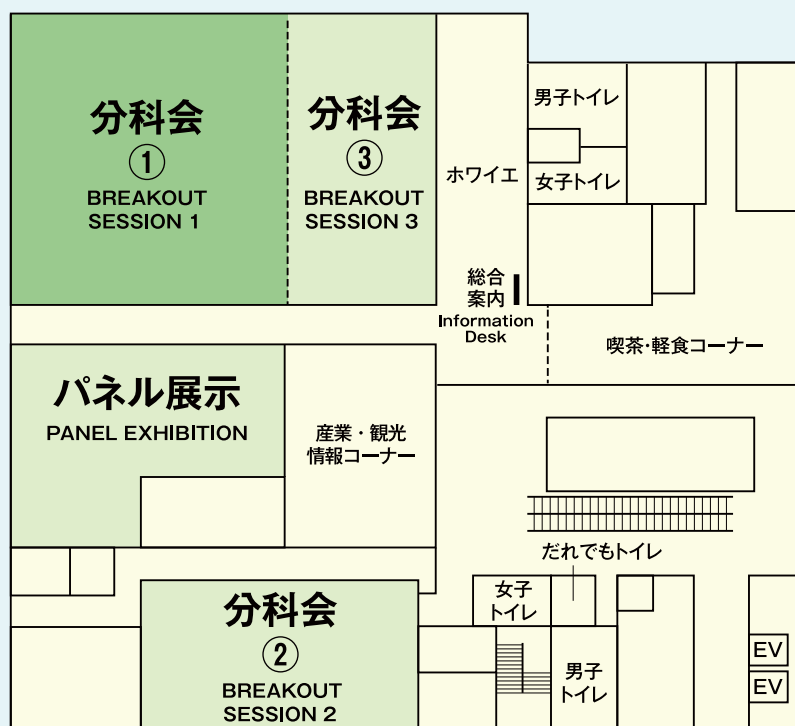 分科会
①
BREAKOUT
SESSION 1
分科会
③
BREAKOUT
SESSION 3
ホワイエ
男子トイレ
女子トイレ
総合
案内
Information
Desk
喫茶・軽食コーナー
パネル展示
PANEL EXHIBITION
産業・観光
情報コーナー
だれでもトイレ
女子
トイレ
分科会
②
BREAKOUT
SESSION 2
男子
トイレ
EV
EV